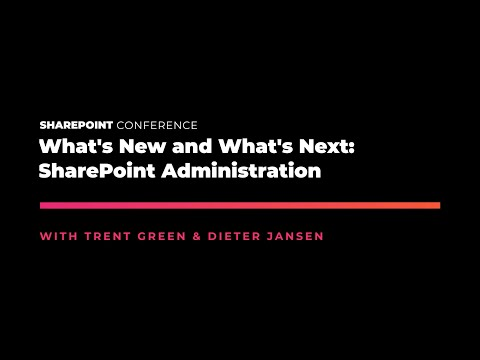 SHAREPOINT CONFERENCE
What's New and What's Next:
SharePoint Administration
WITH TRENT GREEN & DIETER JANSEN